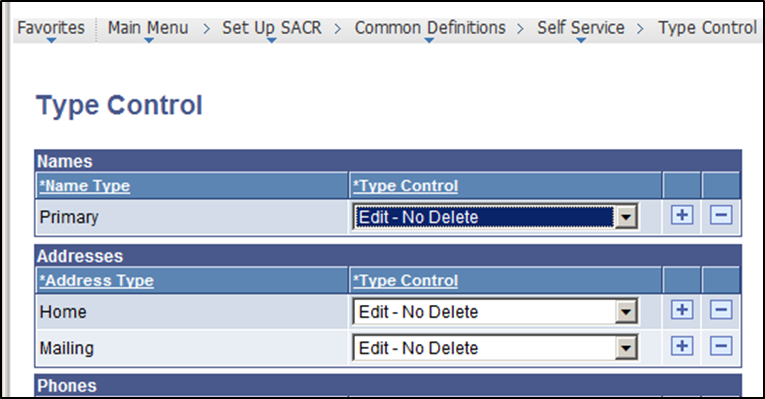 Favorites Main Menu > Set Up SACR > Common Definitions > Self Service > Type Control
Type Control
Names
*Name Type *Type Control
Primary Edit - No Delete
Addresses
*Address Type *Type Control
Home Edit - No Delete
Mailing Edit - No Delete
Phones